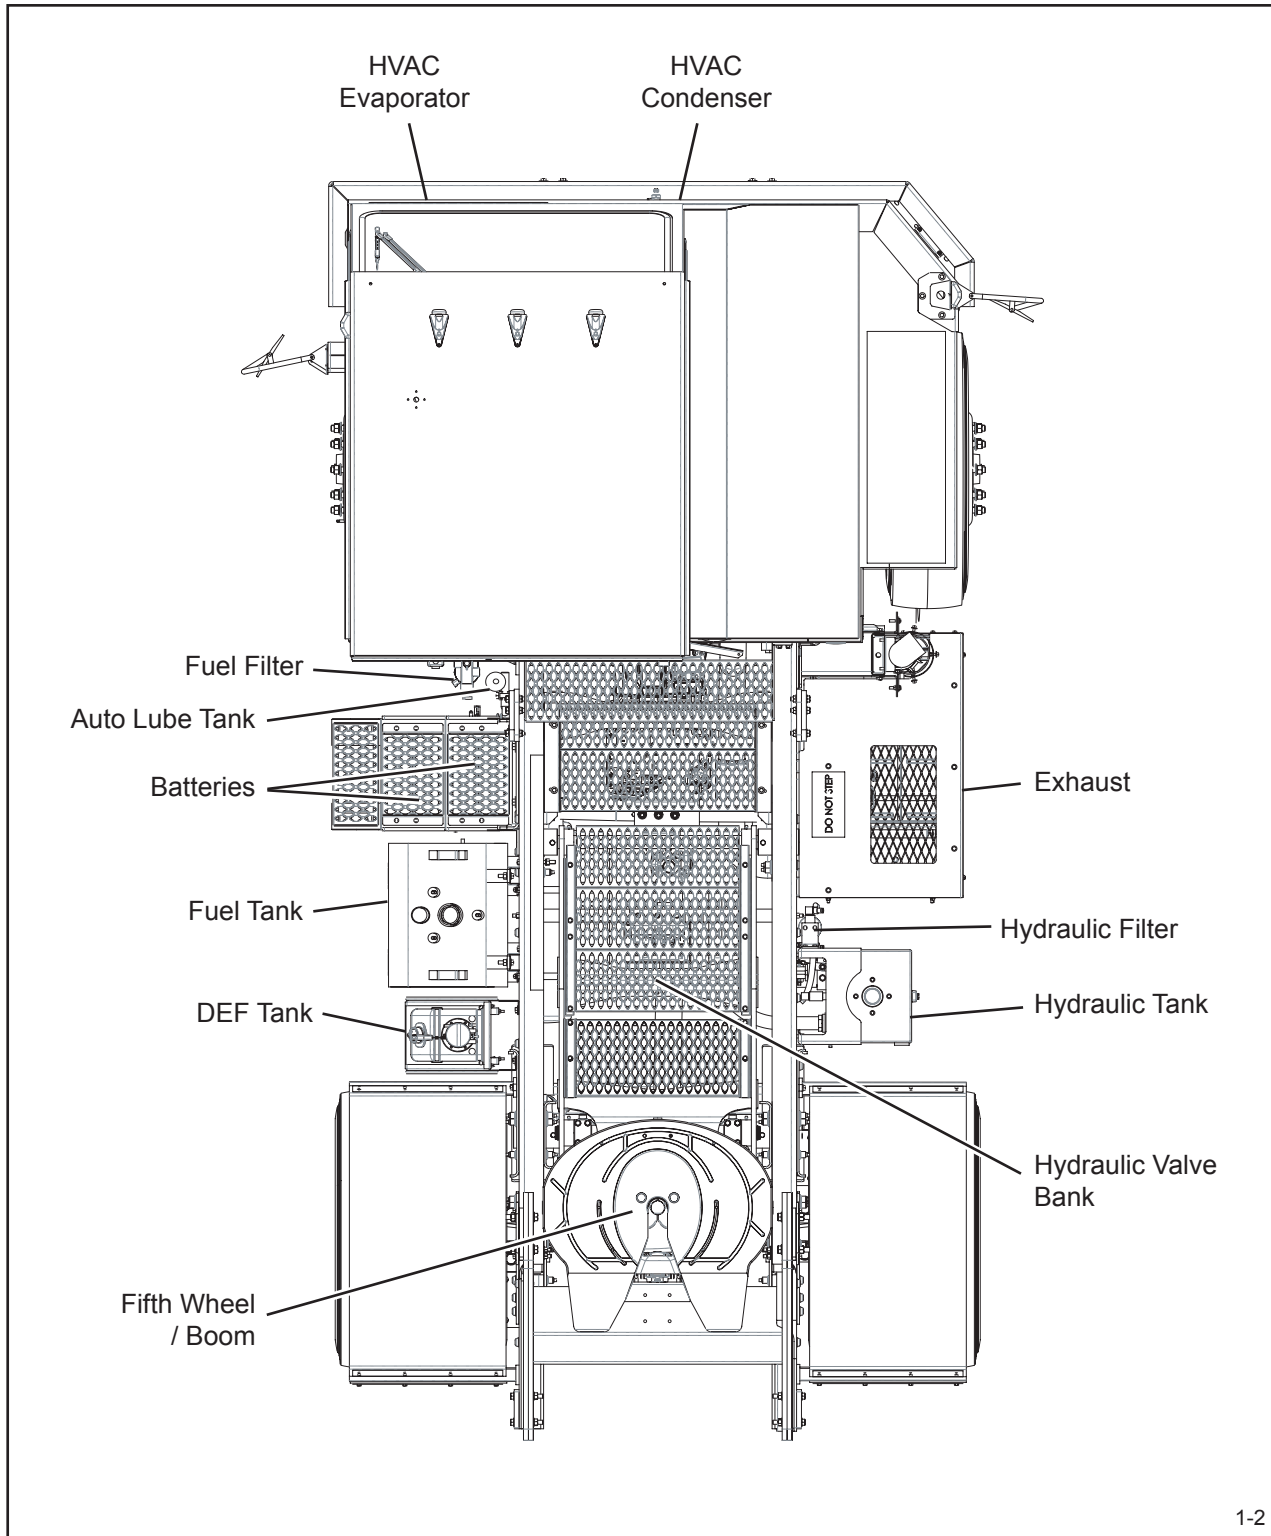 HVAC
Evaporator
HVAC
Condenser
Fuel Filter
Auto Lube Tank
Batteries
DO NOT STEP
Exhaust
Fuel Tank
Hydraulic Filter
DEF Tank
Hydraulic Tank
Hydraulic Valve
Bank
Fifth Wheel
/ Boom
1-2